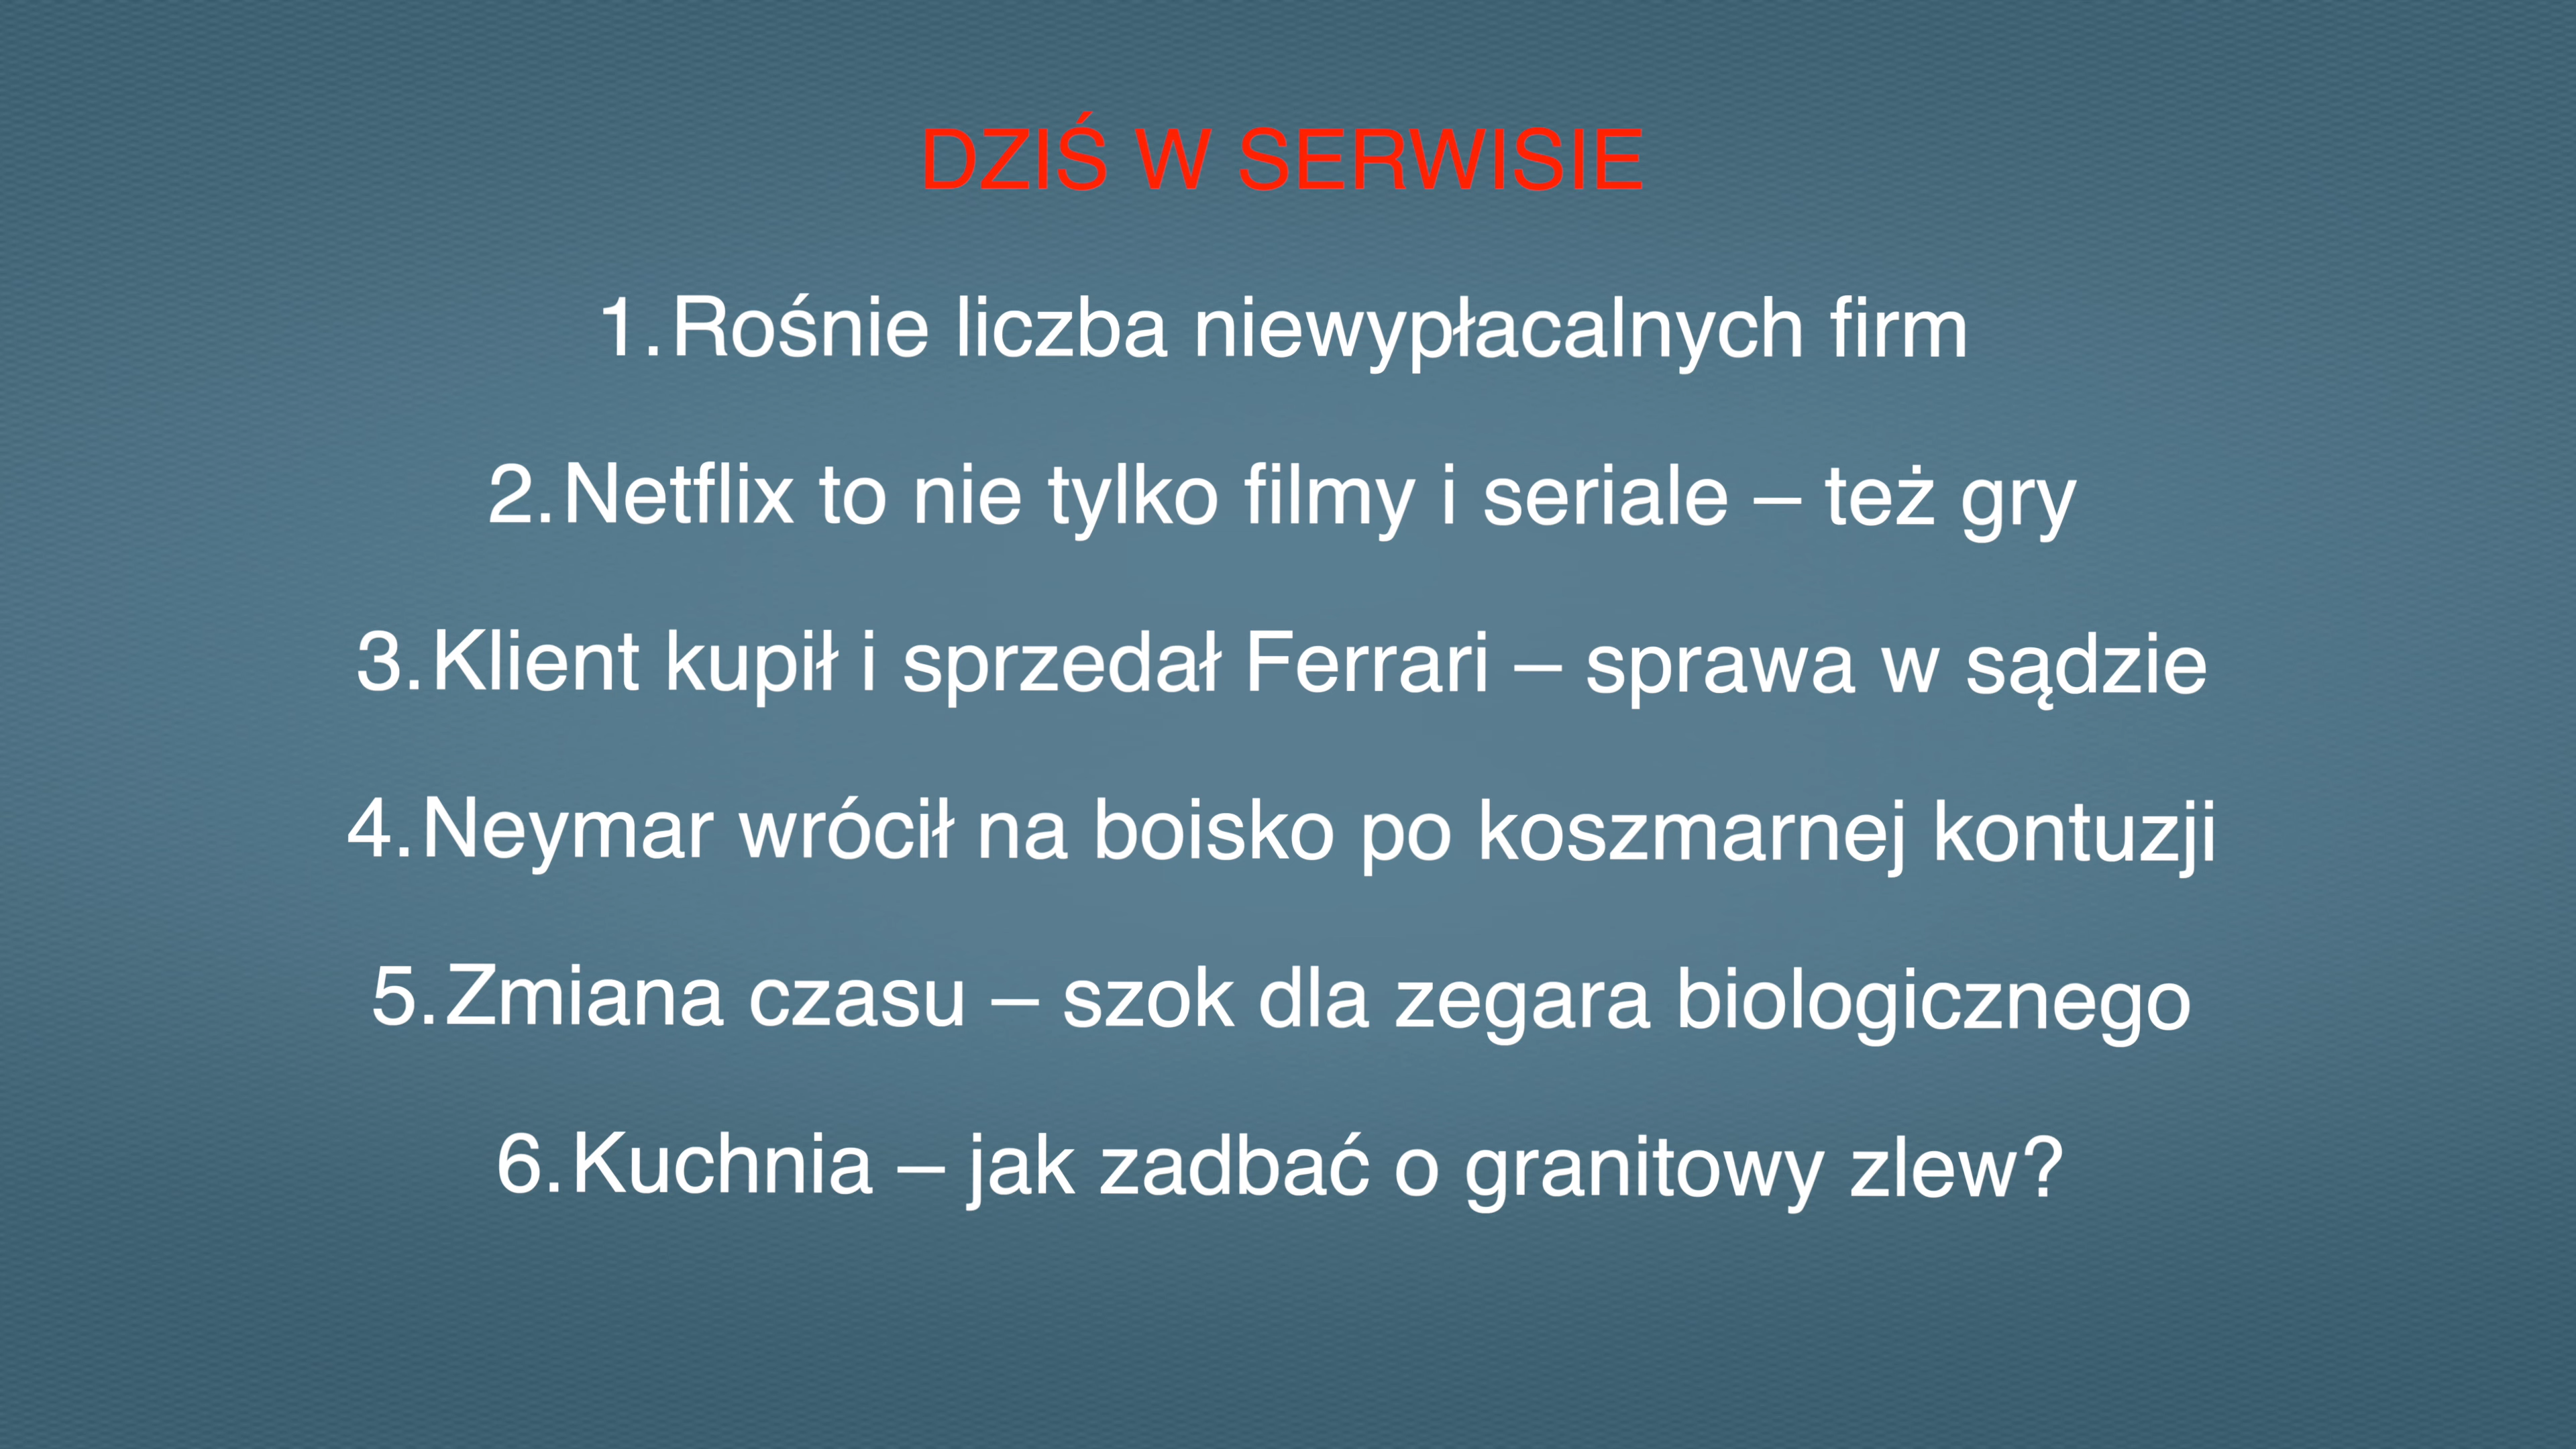 DZIŚ W SERWISIE
1. Rośnie liczba niewypłacalnych firm
2. Netflix to nie tylko filmy i seriale – też gry
3. Klient kupił i sprzedał Ferrari – sprawa w sądzie
4. Neymar wrócił na boisko po koszmarnej kontuzji
5. Zmiana czasu – szok dla zegara biologicznego
6. Kuchnia – jak zadbać o granitowy zlew?